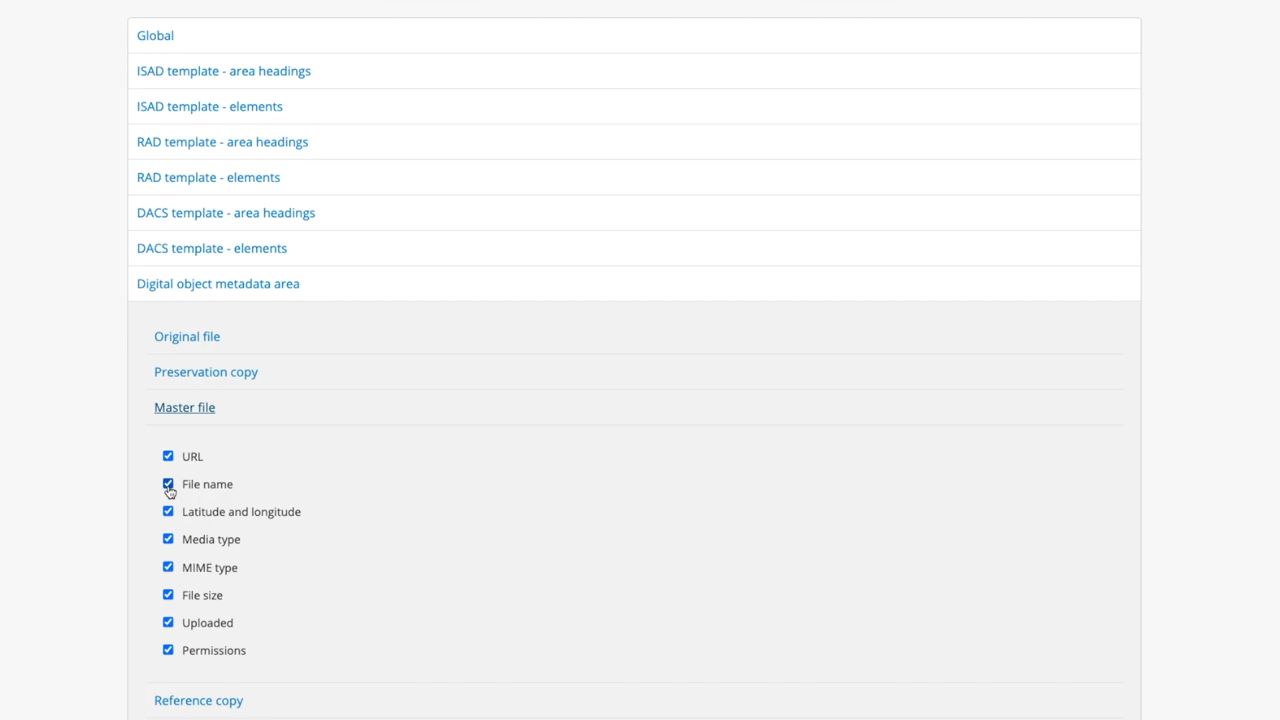 Global
ISAD template - area headings
ISAD template - elements
RAD template - area headings
RAD template - elements
DACS template - area headings
DACS template - elements
Digital object metadata area
Original file
Preservation copy
Master file
URL
File name
Latitude and longitude
Media type
MIME type
File size
Uploaded
Permissions
Reference copy